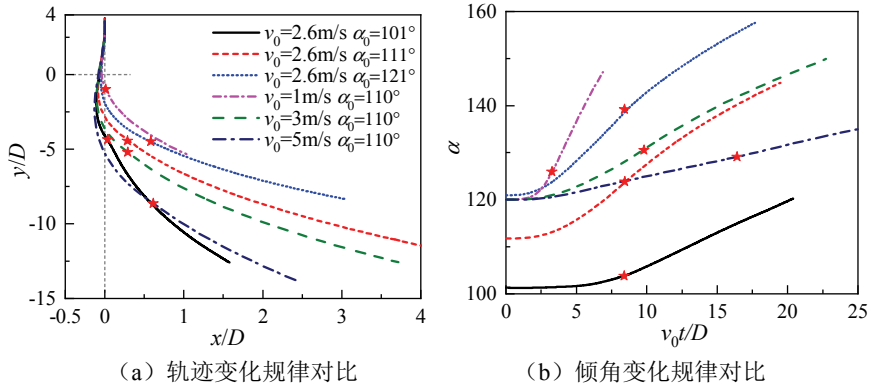 4
0
-5
-10
-15
y/D
-0.5 0 1 2 3 4
x/D
v₀=2.6m/s α₀=101°
v₀=2.6m/s α₀=111°
v₀=2.6m/s α₀=121°
v₀=1m/s α₀=110°
v₀=3m/s α₀=110°
v₀=5m/s α₀=110°
(a) 轨迹变化规律对比
160
140
120
100
α
0 5 10 15 20 25
v₀t/D
(b) 倾角变化规律对比